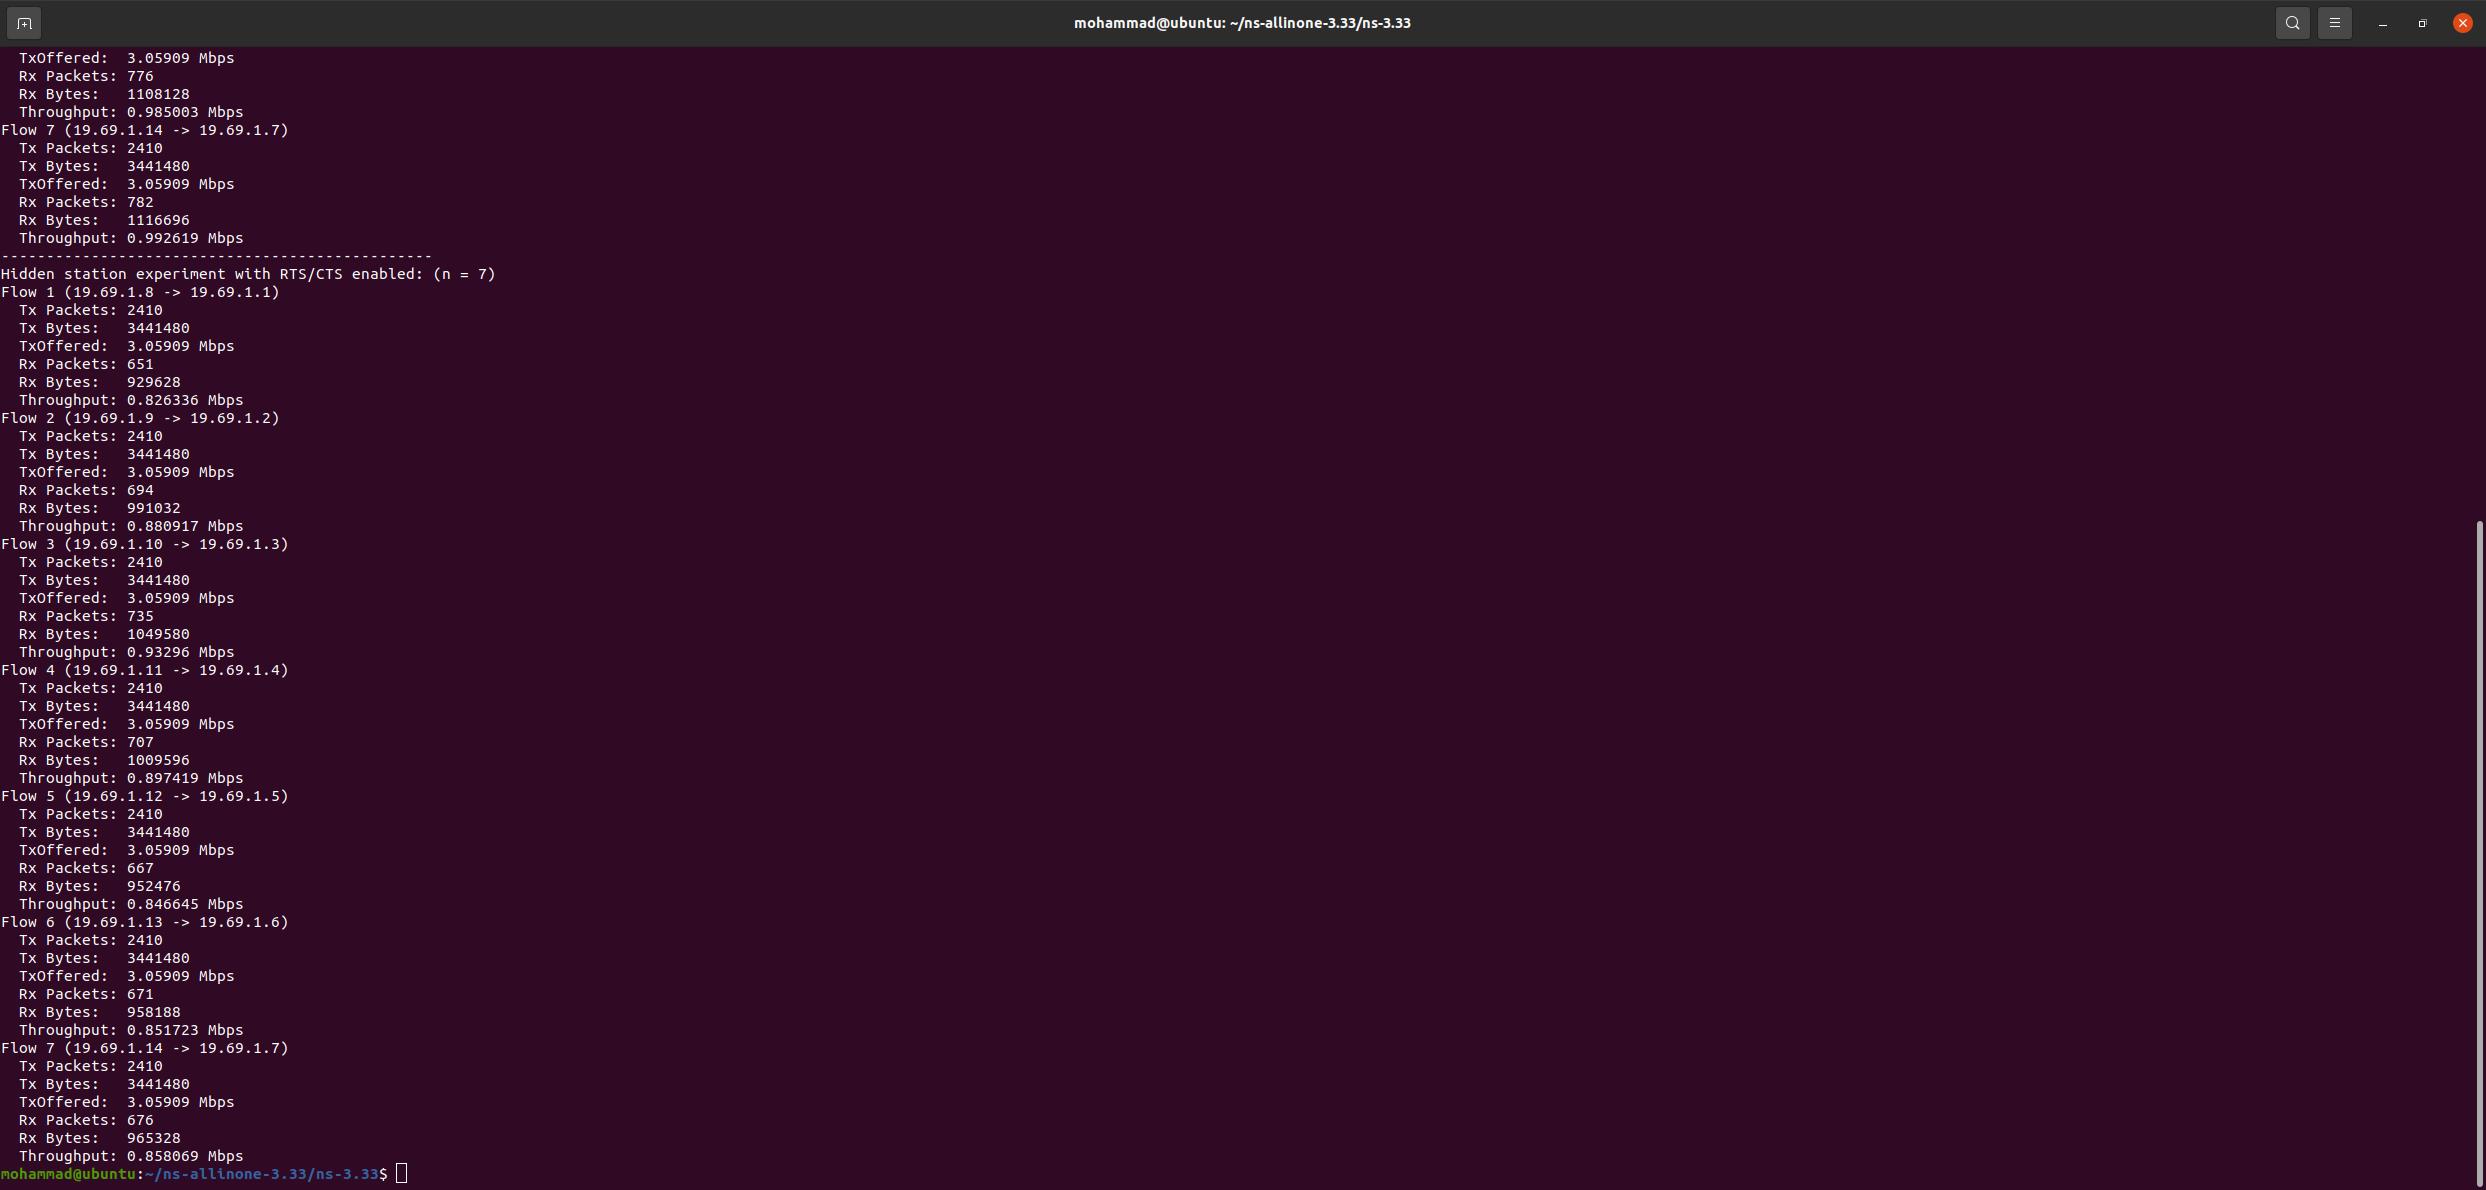 mohammad@ubuntu: ~/ns-allinone-3.33/ns-3.33
  TxOffered:  3.05909 Mbps
  Rx Packets: 776
  Rx Bytes:   1108128
  Throughput: 0.985003 Mbps
Flow 7 (19.69.1.14 -> 19.69.1.7)
  Tx Packets: 2410
  Tx Bytes:   3441480
  TxOffered:  3.05909 Mbps
  Rx Packets: 782
  Rx Bytes:   1116696
  Throughput: 0.992619 Mbps
------------------------------------------------
Hidden station experiment with RTS/CTS enabled: (n = 7)
Flow 1 (19.69.1.8 -> 19.69.1.1)
  Tx Packets: 2410
  Tx Bytes:   3441480
  TxOffered:  3.05909 Mbps
  Rx Packets: 651
  Rx Bytes:   929628
  Throughput: 0.826336 Mbps
Flow 2 (19.69.1.9 -> 19.69.1.2)
  Tx Packets: 2410
  Tx Bytes:   3441480
  TxOffered:  3.05909 Mbps
  Rx Packets: 694
  Rx Bytes:   991032
  Throughput: 0.880917 Mbps
Flow 3 (19.69.1.10 -> 19.69.1.3)
  Tx Packets: 2410
  Tx Bytes:   3441480
  TxOffered:  3.05909 Mbps
  Rx Packets: 735
  Rx Bytes:   1049580
  Throughput: 0.93296 Mbps
Flow 4 (19.69.1.11 -> 19.69.1.4)
  Tx Packets: 2410
  Tx Bytes:   3441480
  TxOffered:  3.05909 Mbps
  Rx Packets: 707
  Rx Bytes:   1009596
  Throughput: 0.897419 Mbps
Flow 5 (19.69.1.12 -> 19.69.1.5)
  Tx Packets: 2410
  Tx Bytes:   3441480
  TxOffered:  3.05909 Mbps
  Rx Packets: 667
  Rx Bytes:   952476
  Throughput: 0.846645 Mbps
Flow 6 (19.69.1.13 -> 19.69.1.6)
  Tx Packets: 2410
  Tx Bytes:   3441480
  TxOffered:  3.05909 Mbps
  Rx Packets: 671
  Rx Bytes:   958188
  Throughput: 0.851723 Mbps
Flow 7 (19.69.1.14 -> 19.69.1.7)
  Tx Packets: 2410
  Tx Bytes:   3441480
  TxOffered:  3.05909 Mbps
  Rx Packets: 676
  Rx Bytes:   965328
  Throughput: 0.858069 Mbps
mohammad@ubuntu:~/ns-allinone-3.33/ns-3.33$